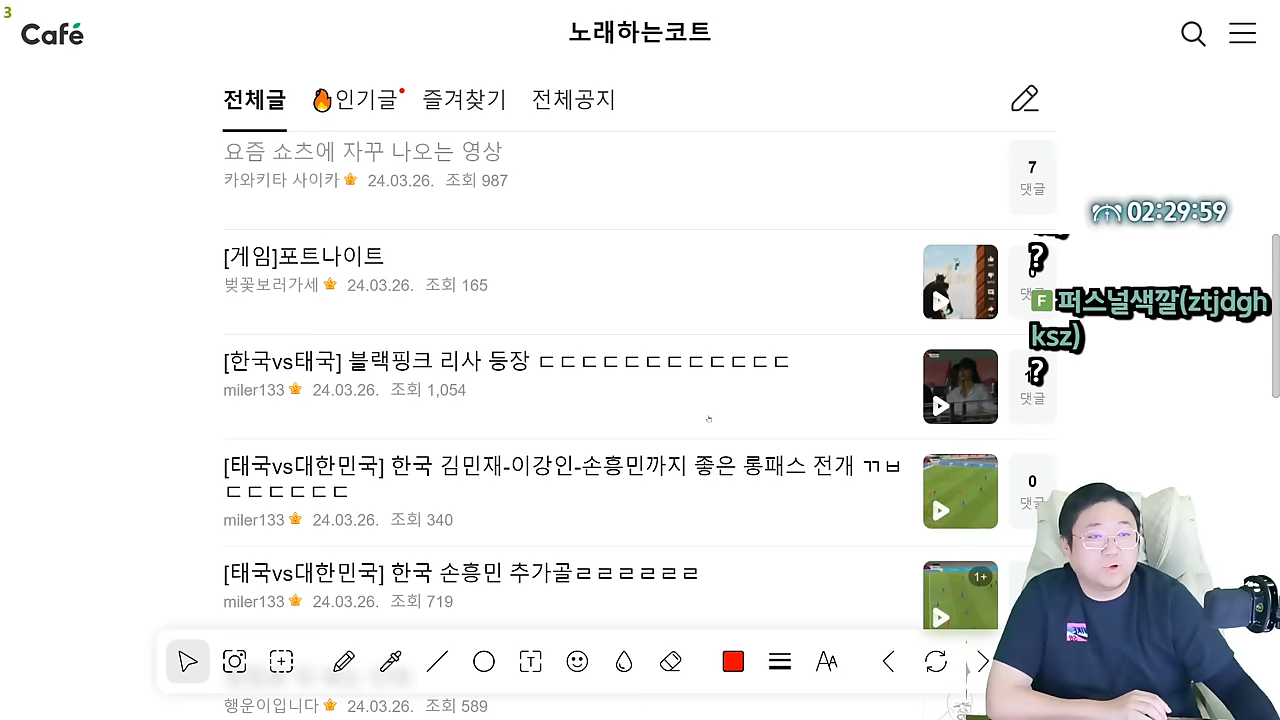 3
Café
노래하는코트
전체글
인기글
즐겨찾기
전체공지
요즘 쇼츠에 자꾸 나오는 영상
카와키타 사이카 24.03.26. 조회 987
7
댓글
02:29:59
[게임]포트나이트
벚꽃보러가세 24.03.26. 조회 165
?
F 퍼스널색깔(ztjdgh
ksz)
?
[한국vs태국] 블랙핑크 리사 등장 ㄷㄷㄷㄷㄷㄷㄷㄷㄷㄷㄷㄷ
miler133 24.03.26. 조회 1,054
댓글
[태국vs대한민국] 한국 김민재-이강인-손흥민까지 좋은 롱패스 전개 ㄲㅂ
ㄷㄷㄷㄷㄷㄷ
miler133 24.03.26. 조회 340
0
댓글
[태국vs대한민국] 한국 손흥민 추가골ㄹㄹㄹㄹㄹㄹ
miler133 24.03.26. 조회 719
1+
T
AA
행운이입니다 24.03.26. 조회 589